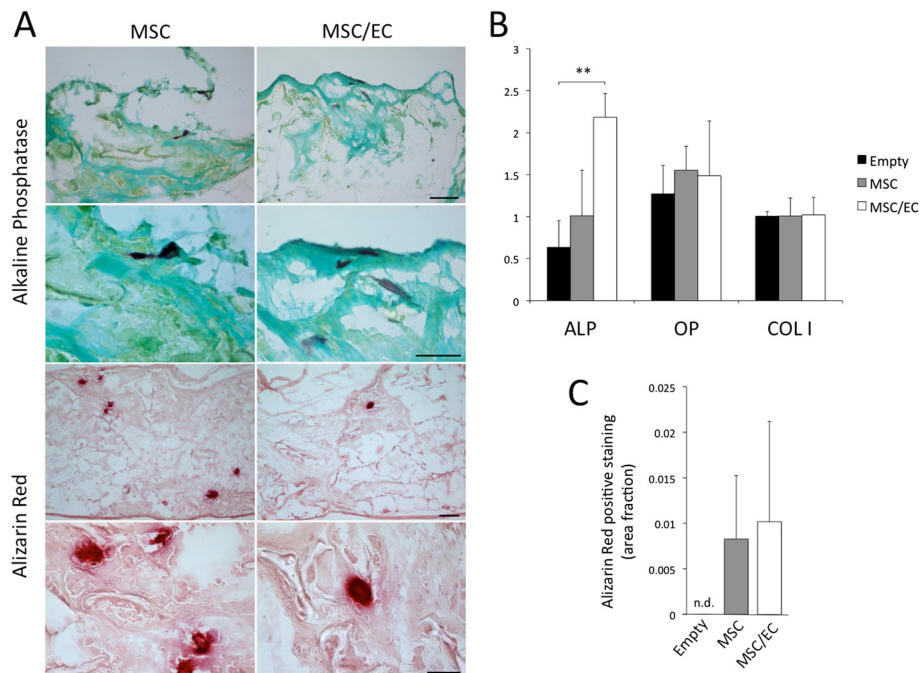 A
MSC
MSC/EC
Alkaline Phosphatase
Alizarin Red
B
**
3
2.5
2
1.5
1
0.5
0
ALP
OP
COL I
Empty
MSC
MSC/EC
C
Alizarin Red positive staining
(area fraction)
0.025
0.02
0.015
0.01
0.005
0
n.d.
Empty
MSC
MSC/EC